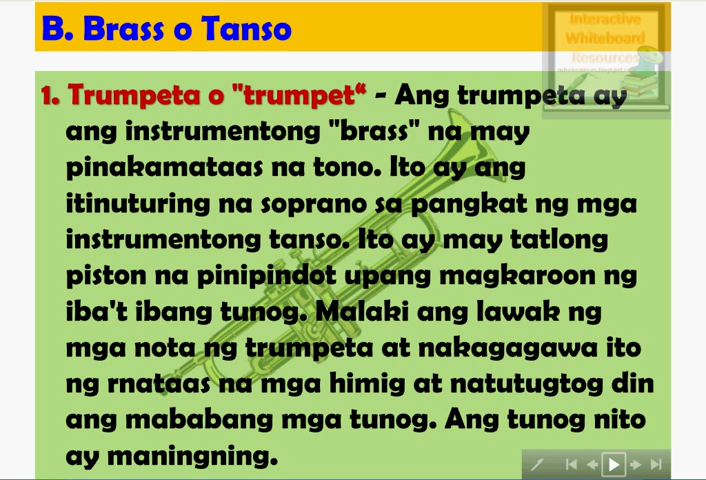 B. Brass o Tanso
Interactive
Whiteboard
Resources
1. Trumpeta o "trumpet“ - Ang trumpeta ay
ang instrumentong "brass" na may
pinakamataas na tono. Ito ay ang
itinuturing na soprano sa pangkat ng mga
instrumentong tanso. Ito ay may tatlong
piston na pinipindot upang magkaroon ng
iba't ibang tunog. Malaki ang lawak ng
mga nota ng trumpeta at nakagagawa ito
ng rnataas na mga himig at natutugtog din
ang mababang mga tunog. Ang tunog nito
ay maningning.